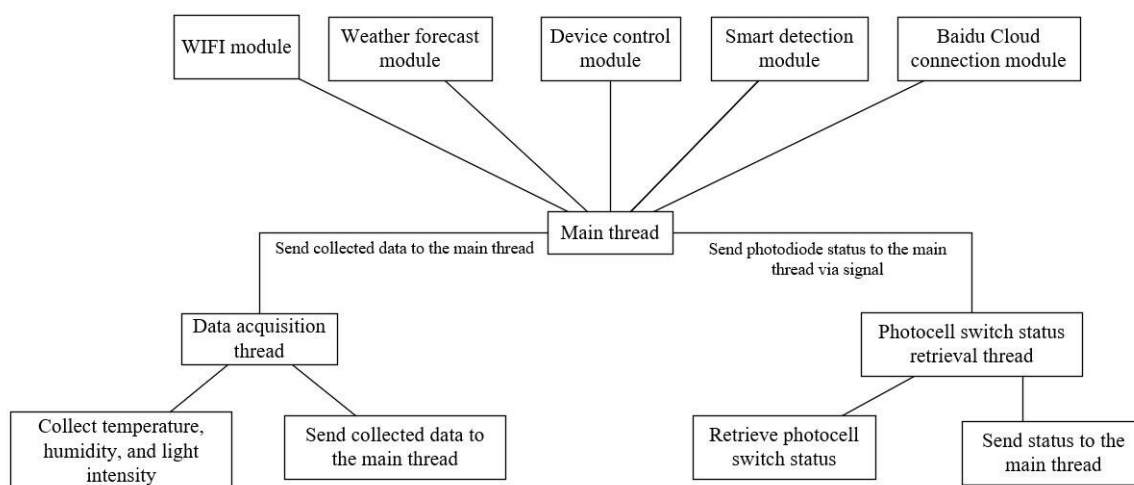 WIFI module
Weather forecast
module
Device control
module
Smart detection
module
Baidu Cloud
connection module
Main thread
Send collected data to the main thread
Send photodiode status to the main
thread via signal
Data acquisition
thread
Photocell switch status
retrieval thread
Collect temperature,
humidity, and light
intensity
Send collected data to
the main thread
Retrieve photocell
switch status
Send status to the
main thread